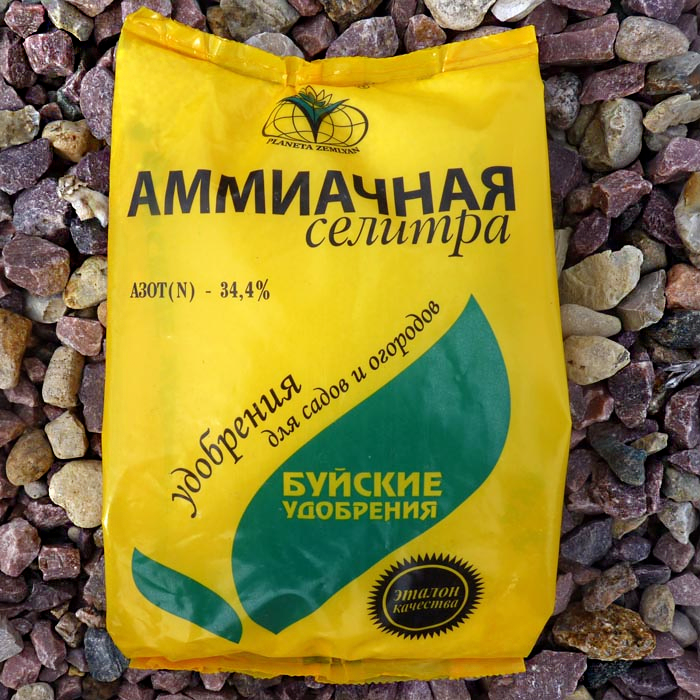 PLANETA ZEMLYAN
АММИАЧНАЯ
селитра
АЗОТ(N) - 34,4%
удобрения
для садов и огородов
БУЙСКИЕ
УДОБРЕНИЯ
эталон
качества